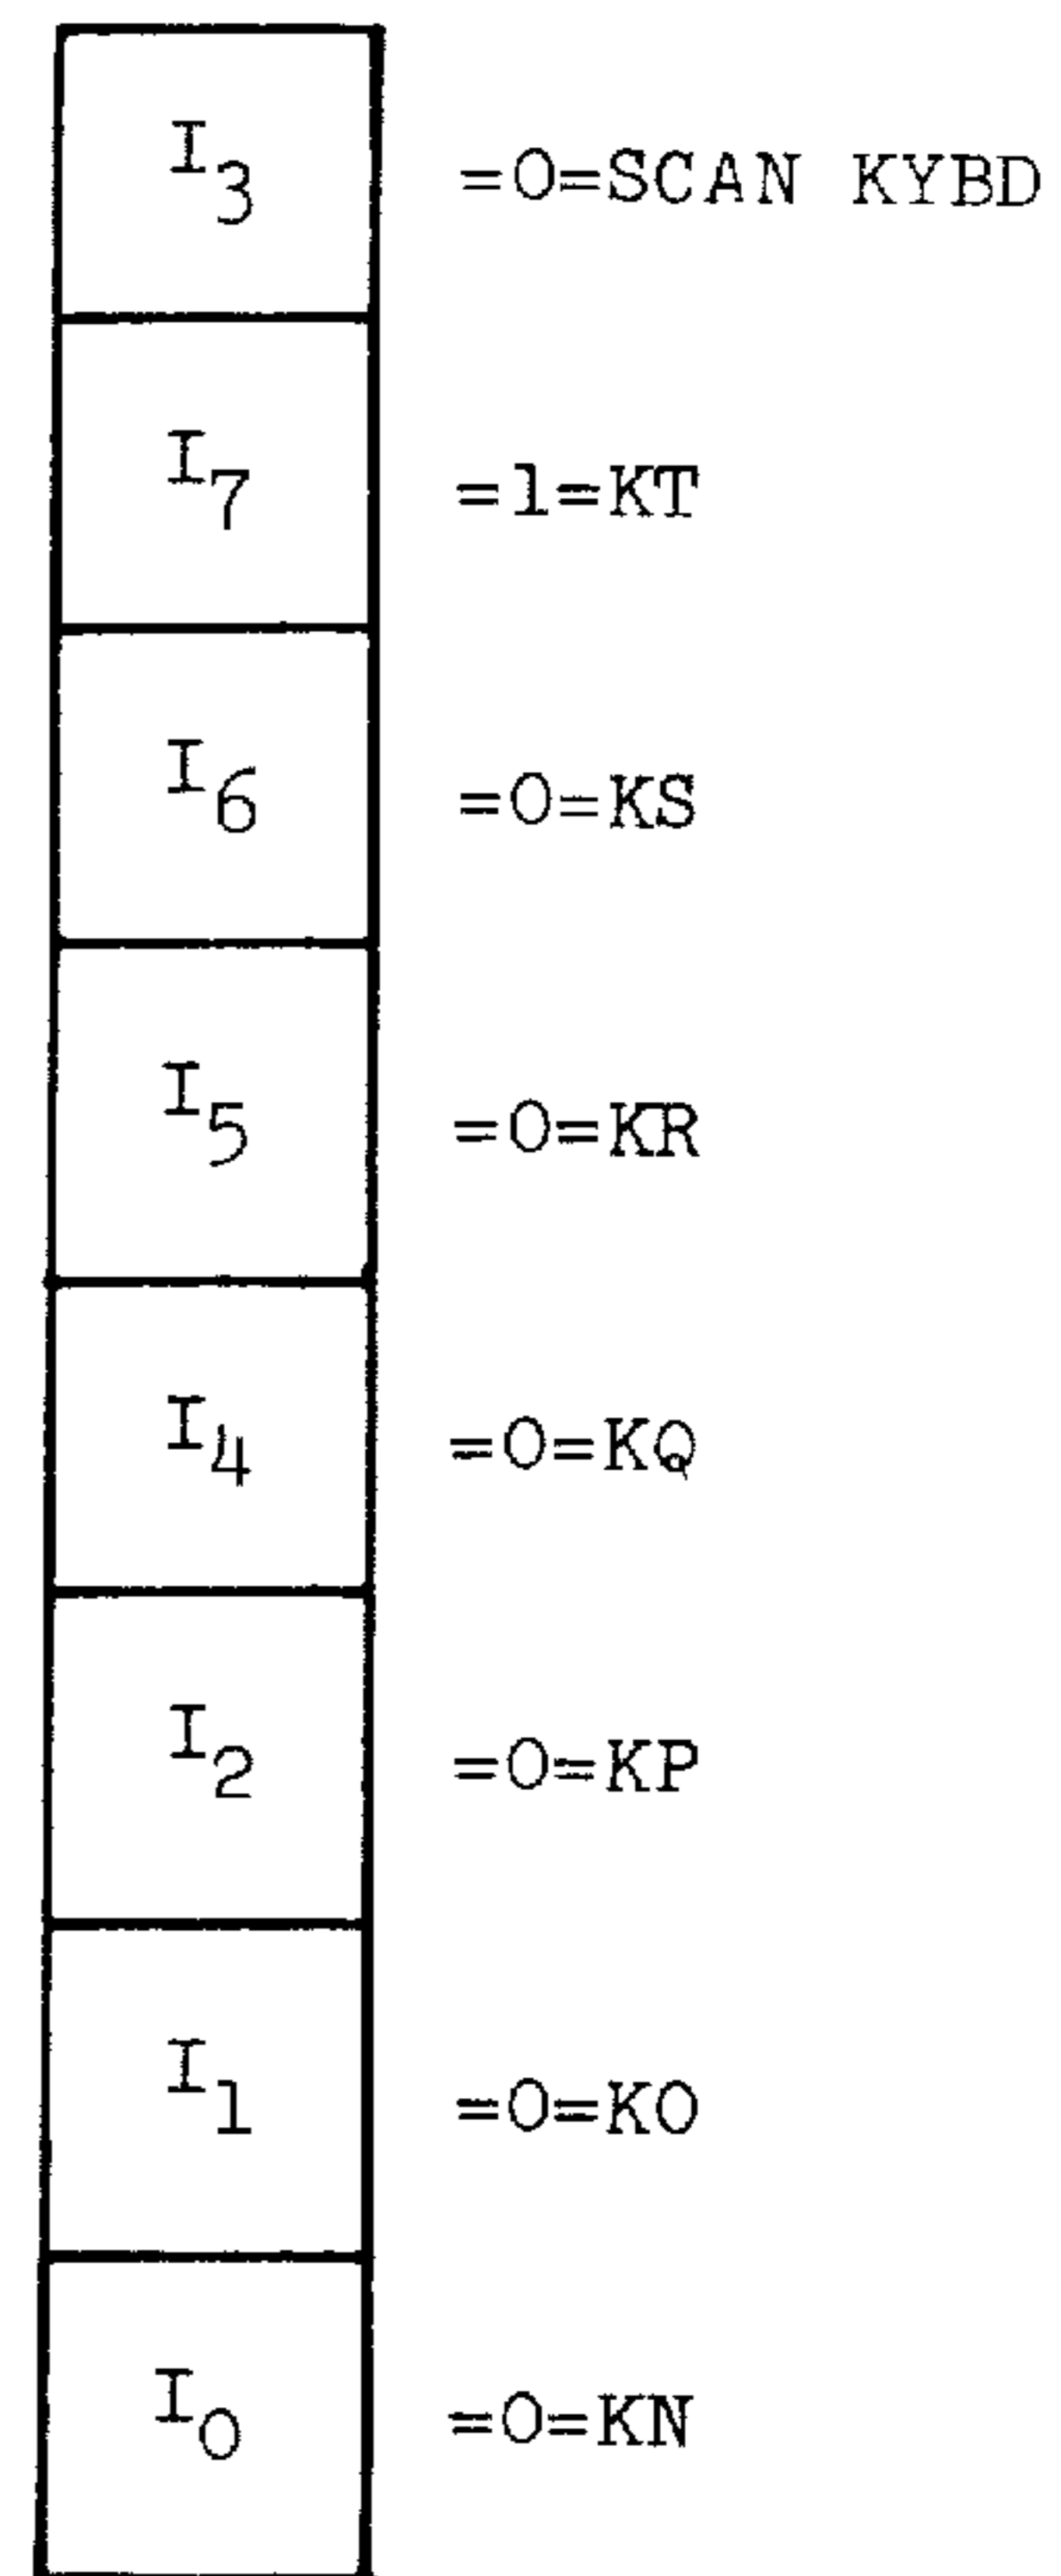 I3 =0=SCAN KYBD
I7 =1=KT
I6 =0=KS
I5 =0=KR
I4 =0=KQ
I2 =0=KP
I1 =0=KO
I0 =0=KN